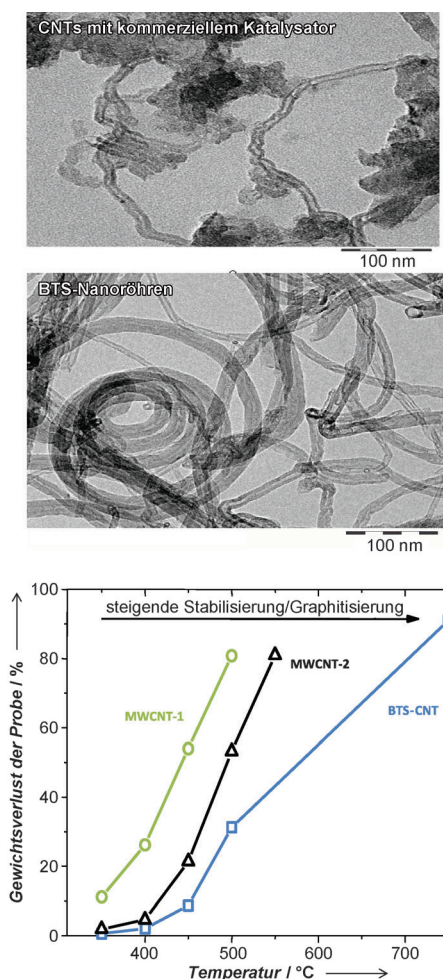 CNTs mit kommerziellem Katalysator
100 nm
BTS-Nanoröhren
100 nm
100
80
60
40
20
0
Gewichtsverlust der Probe / %
steigende Stabilisierung/Graphitisierung
MWCNT-1
MWCNT-2
BTS-CNT
400
500
600
700
Temperatur / °C